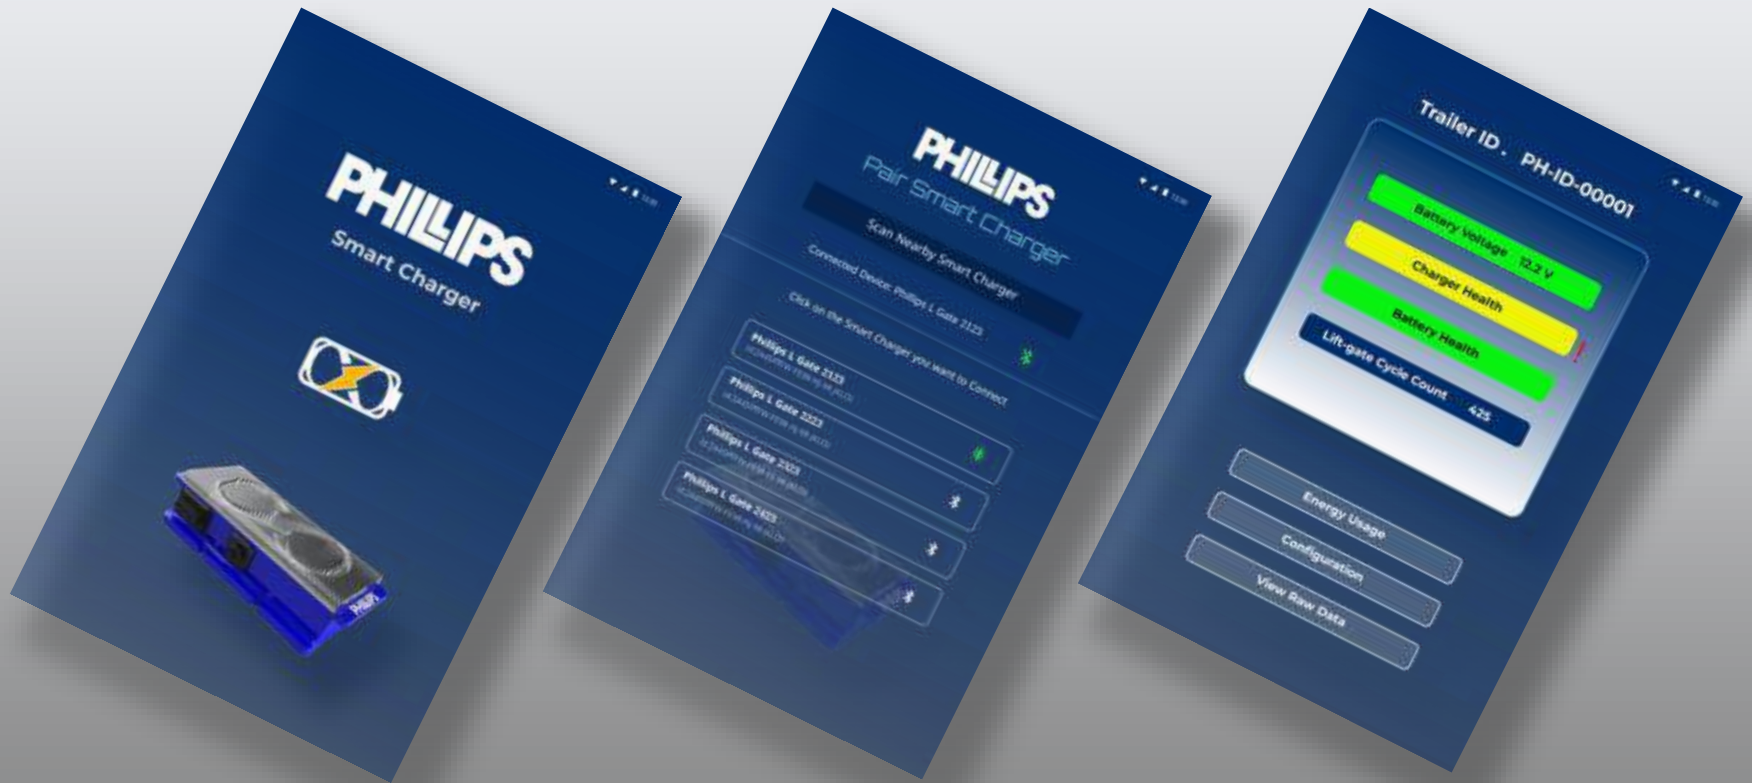 PHILLIPS
Smart Charger
PHILLIPS
PHILLIPS
Pair Smart Charger
Scan Nearby Smart Charger
Connected Device: Phillips L Gate 2123
Click on the Smart Charger you want to Connect
Phillips L Gate 2123
Phillips L Gate 2223
Phillips L Gate 2323
Phillips L Gate 2423
Trailer ID. PH-ID-00001
Battery Voltage 12.2 V
Charger Health
!
Battery Health
Lift-gate Cycle Count 425
Energy Usage
Configuration
View Raw Data